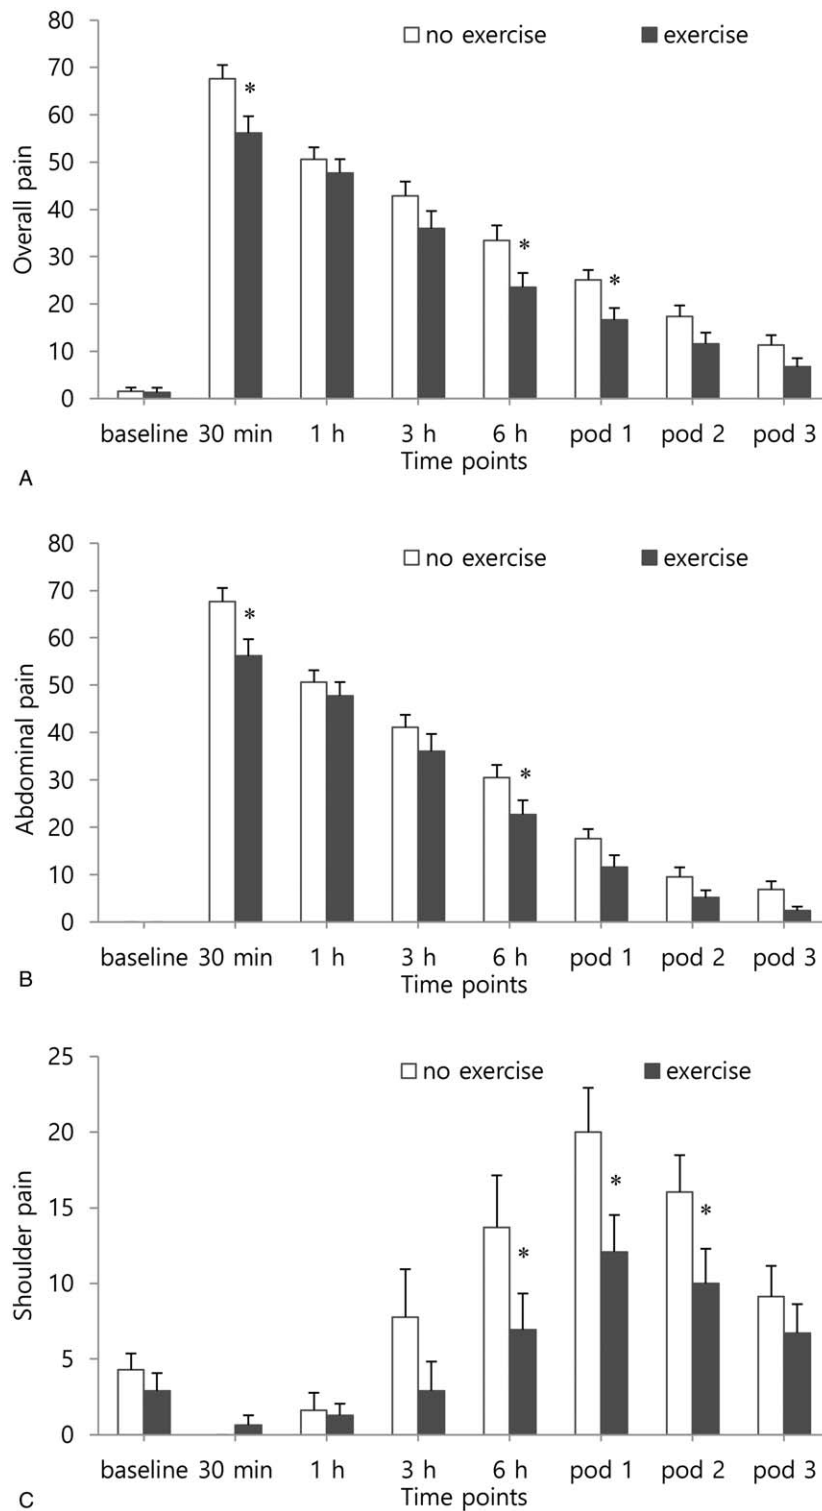 80
no exercise exercise
70
*
60
50
40
30
*
*
20
10
0
Overall pain
baseline 30 min 1 h 3 h 6 h pod 1 pod 2 pod 3
Time points
A
80
no exercise exercise
70
*
60
50
40
30
*
20
10
0
Abdominal pain
baseline 30 min 1 h 3 h 6 h pod 1 pod 2 pod 3
Time points
B
25
no exercise exercise
20
*
15
*
*
10
5
0
Shoulder pain
baseline 30 min 1 h 3 h 6 h pod 1 pod 2 pod 3
Time points
C